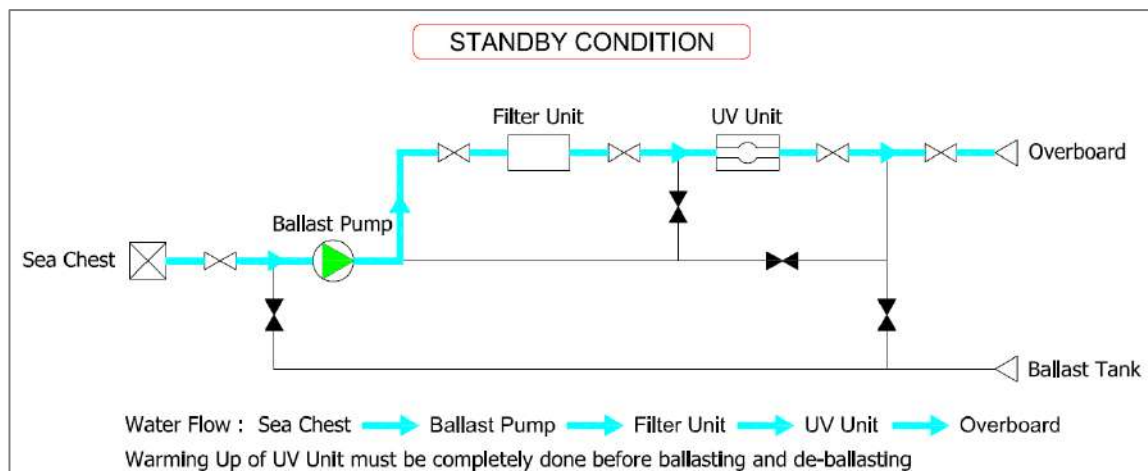 STANDBY CONDITION
Filter Unit
UV Unit
Overboard
Ballast Pump
Sea Chest
Ballast Tank
Water Flow : Sea Chest Ballast Pump Filter Unit UV Unit Overboard
Warming Up of UV Unit must be completely done before ballasting and de-ballasting